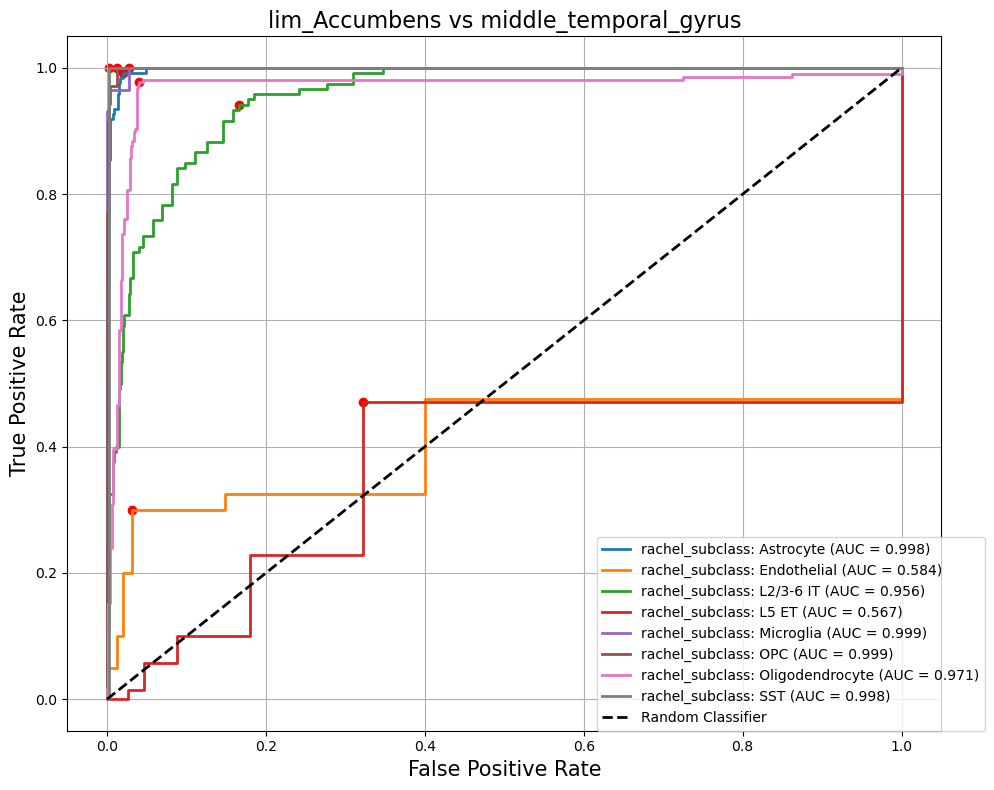 lim_Accumbens vs middle_temporal_gyrus
True Positive Rate
1.0
0.8
0.6
0.4
0.2
0.0
rachel_subclass: Astrocyte (AUC = 0.998)
rachel_subclass: Endothelial (AUC = 0.584)
rachel_subclass: L2/3-6 IT (AUC = 0.956)
rachel_subclass: L5 ET (AUC = 0.567)
rachel_subclass: Microglia (AUC = 0.999)
rachel_subclass: OPC (AUC = 0.999)
rachel_subclass: Oligodendrocyte (AUC = 0.971)
rachel_subclass: SST (AUC = 0.998)
Random Classifier
0.0 0.2 0.4 0.6 0.8 1.0
False Positive Rate